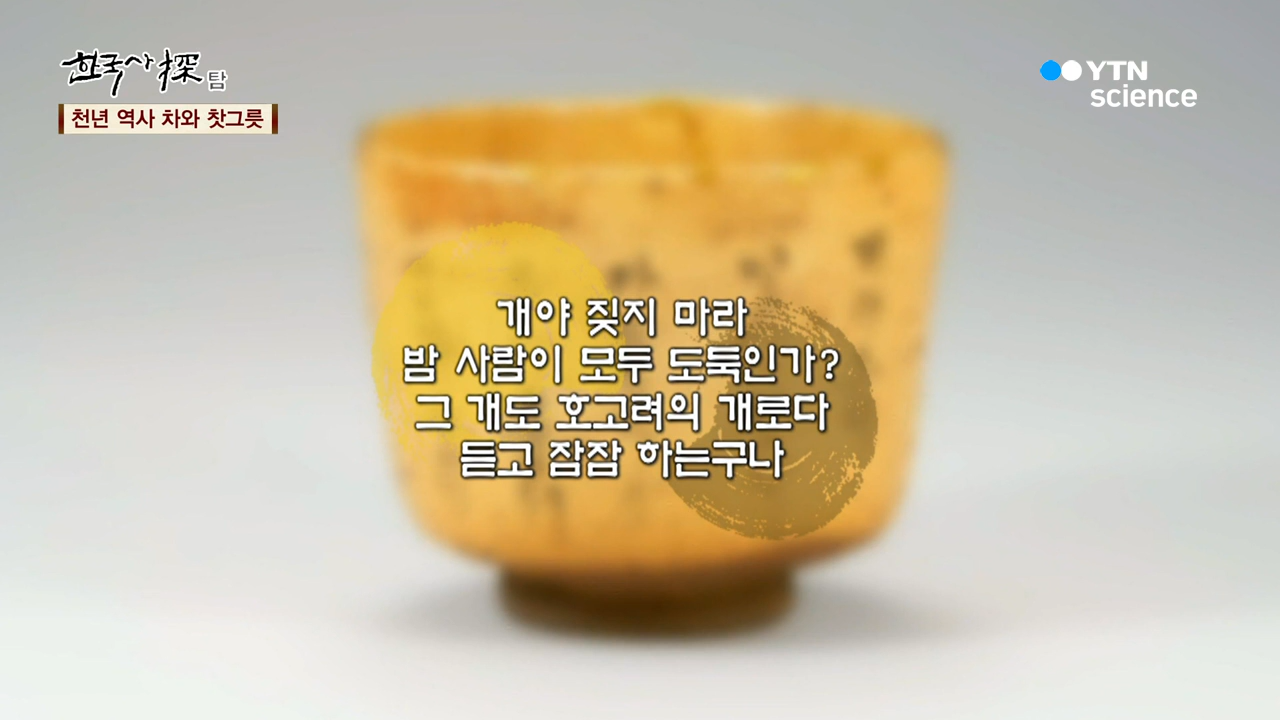 한국사 探 탐
천년 역사 차와 찻그릇
YTN
science
개야 짖지 마라
밤 사람이 모두 도둑인가?
그 개도 호고려의 개로다
듣고 잠잠 하는구나